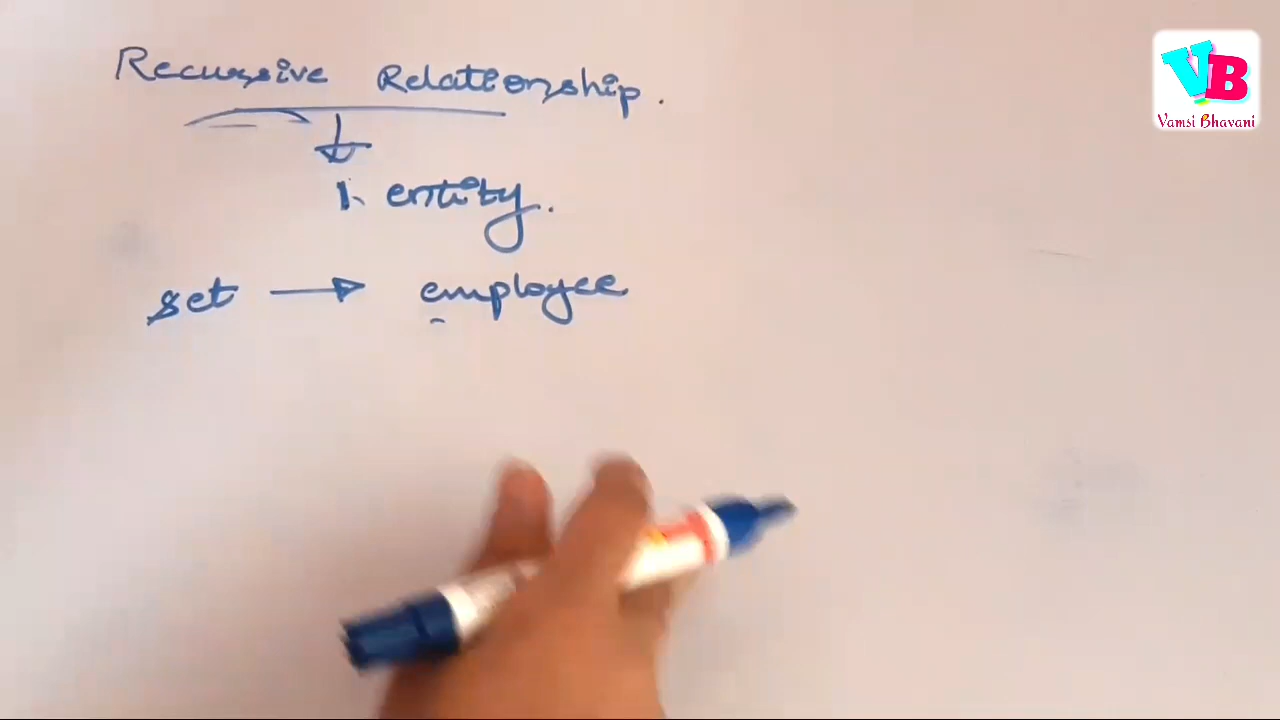 Recursive Relationship.
1. entity.
set → employee
VB
Vamsi Bhavani